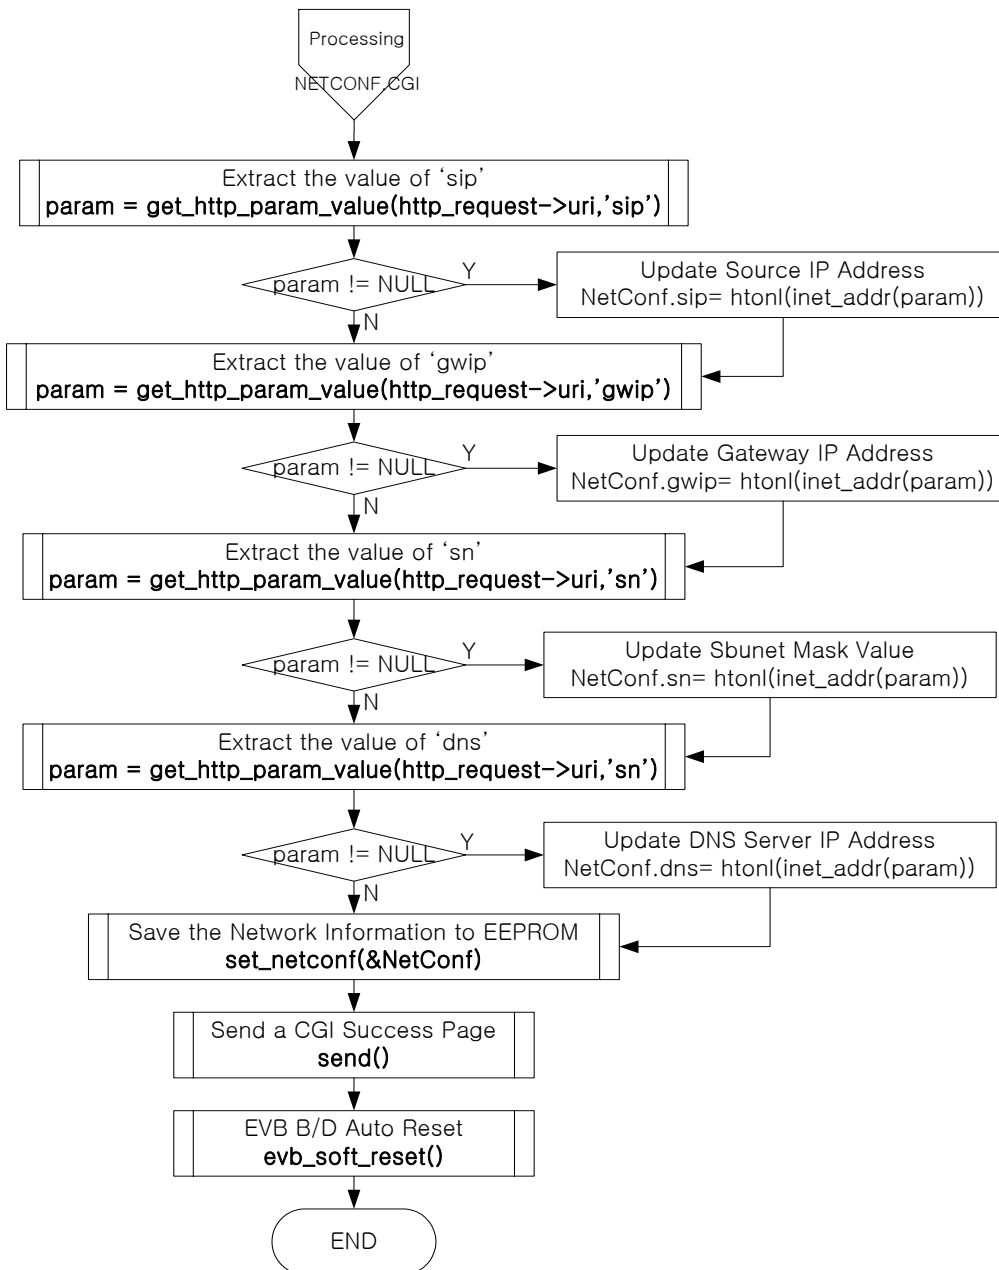 Processing
NETCONF.CGI
Extract the value of ‘sip’
param = get_http_param_value(http_request->uri,’sip’)
param != NULL
Y
Update Source IP Address
NetConf.sip= htonl(inet_addr(param))
N
Extract the value of ‘gwip’
param = get_http_param_value(http_request->uri,’gwip’)
param != NULL
Y
Update Gateway IP Address
NetConf.gwip= htonl(inet_addr(param))
N
Extract the value of ‘sn’
param = get_http_param_value(http_request->uri,’sn’)
param != NULL
Y
Update Sbunet Mask Value
NetConf.sn= htonl(inet_addr(param))
N
Extract the value of ‘dns’
param = get_http_param_value(http_request->uri,’sn’)
param != NULL
Y
Update DNS Server IP Address
NetConf.dns= htonl(inet_addr(param))
N
Save the Network Information to EEPROM
set_netconf(&NetConf)
Send a CGI Success Page
send()
EVB B/D Auto Reset
evb_soft_reset()
END